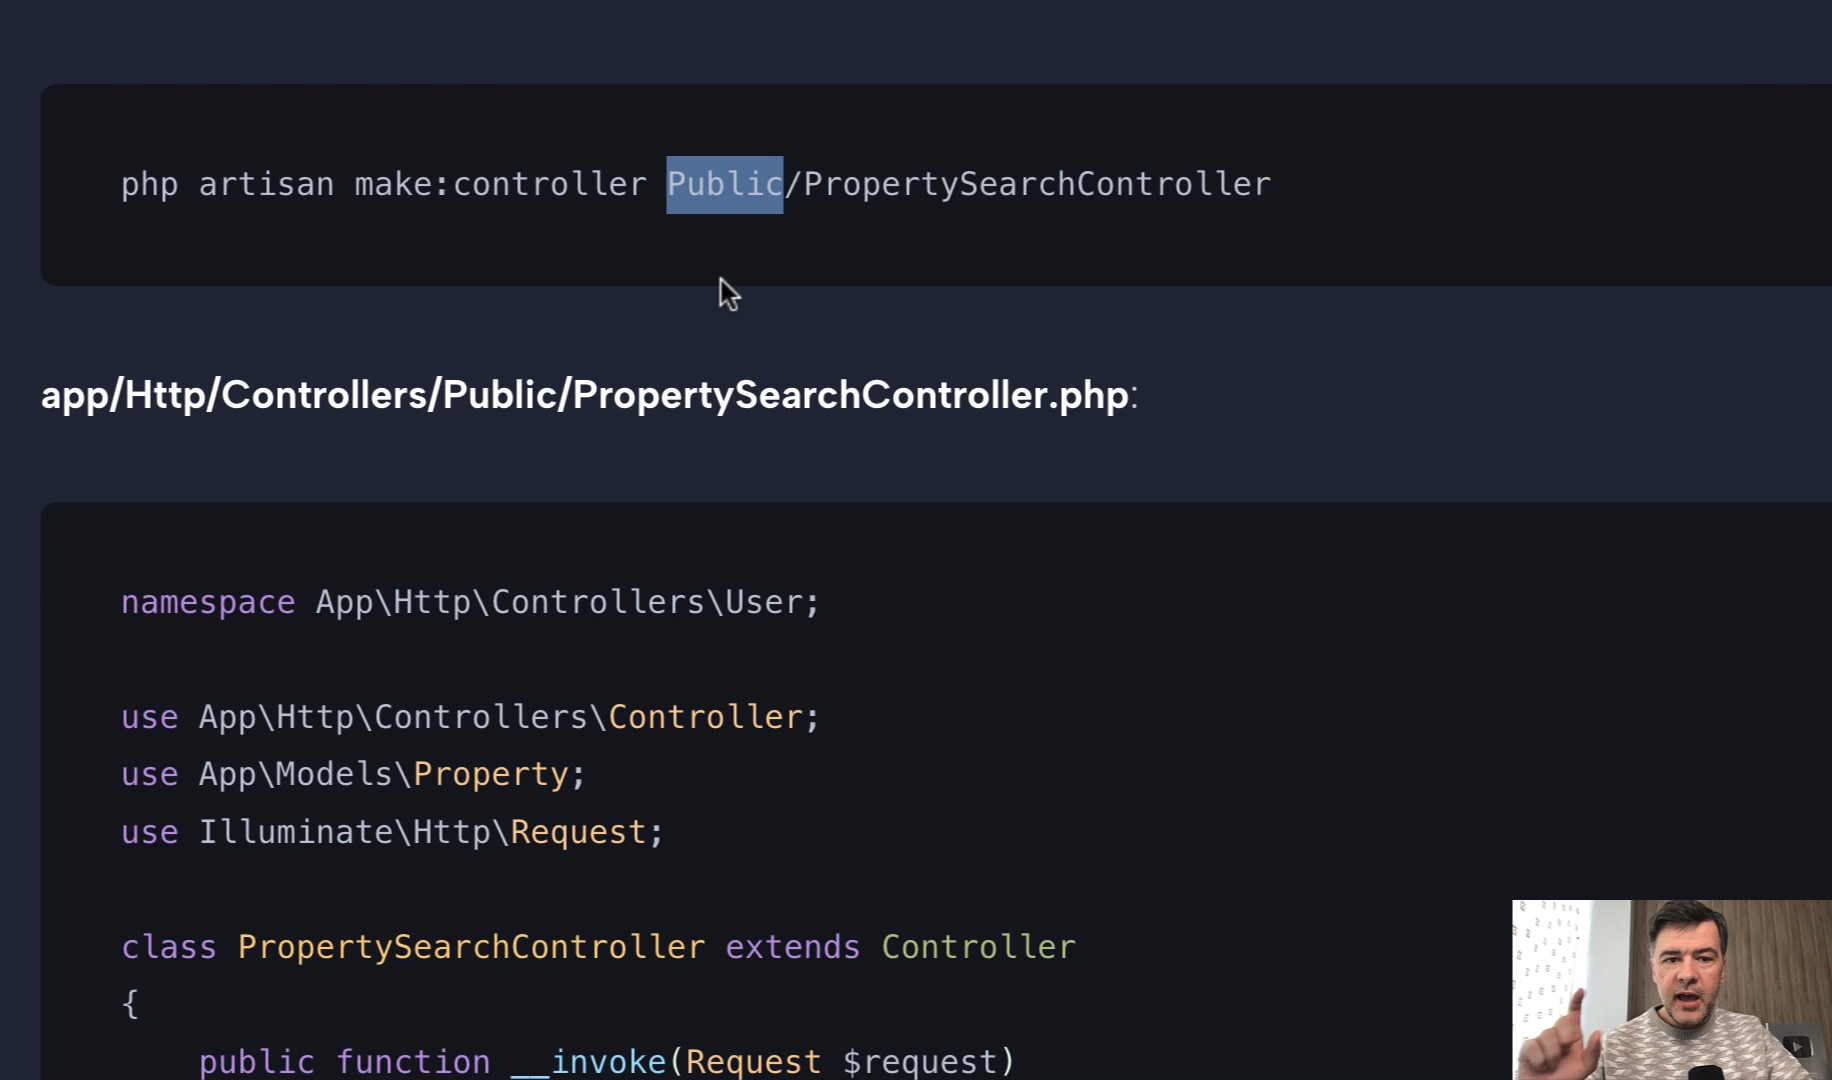 php artisan make:controller Public/PropertySearchController
app/Http/Controllers/Public/PropertySearchController.php:
namespace App\Http\Controllers\User;
use App\Http\Controllers\Controller;
use App\Models\Property;
use Illuminate\Http\Request;
class PropertySearchController extends Controller
{
public function __invoke(Request $request)